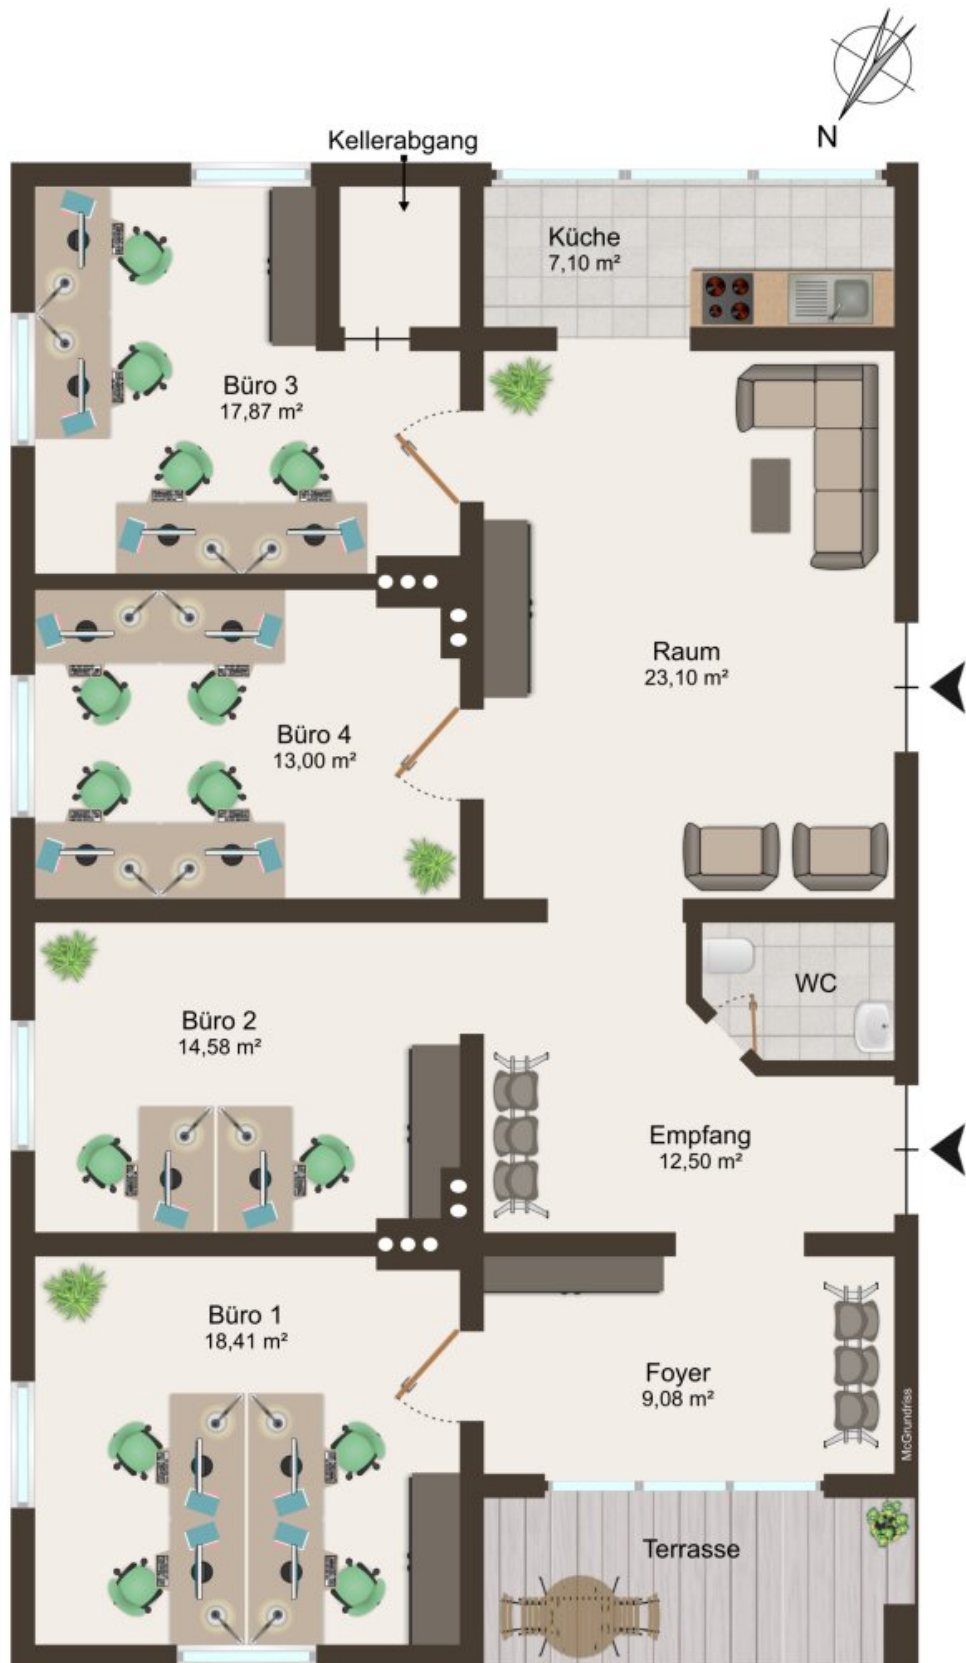 N
Kellerabgang
Küche
7,10 m²
Büro 3
17,87 m²
Raum
23,10 m²
Büro 4
13,00 m²
WC
Büro 2
14,58 m²
Empfang
12,50 m²
Büro 1
18,41 m²
Foyer
9,08 m²
McGrundriss
Terrasse